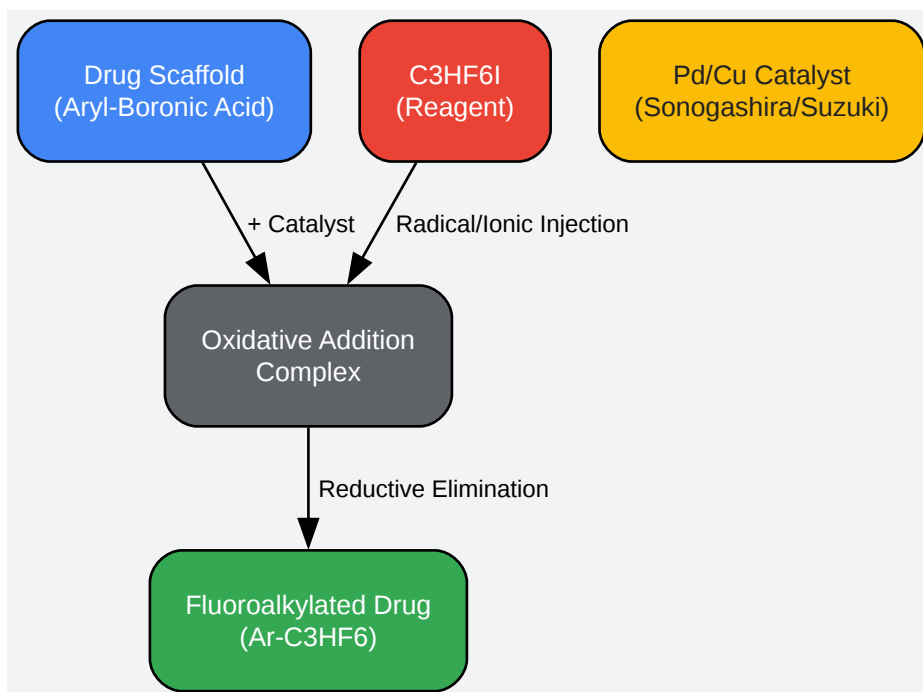 Drug Scaffold
(Aryl-Boronic Acid)
C3HF6I
(Reagent)
Pd/Cu Catalyst
(Sonogashira/Suzuki)
+ Catalyst
Radical/Ionic Injection
Oxidative Addition
Complex
Reductive Elimination
Fluoroalkylated Drug
(Ar-C3HF6)